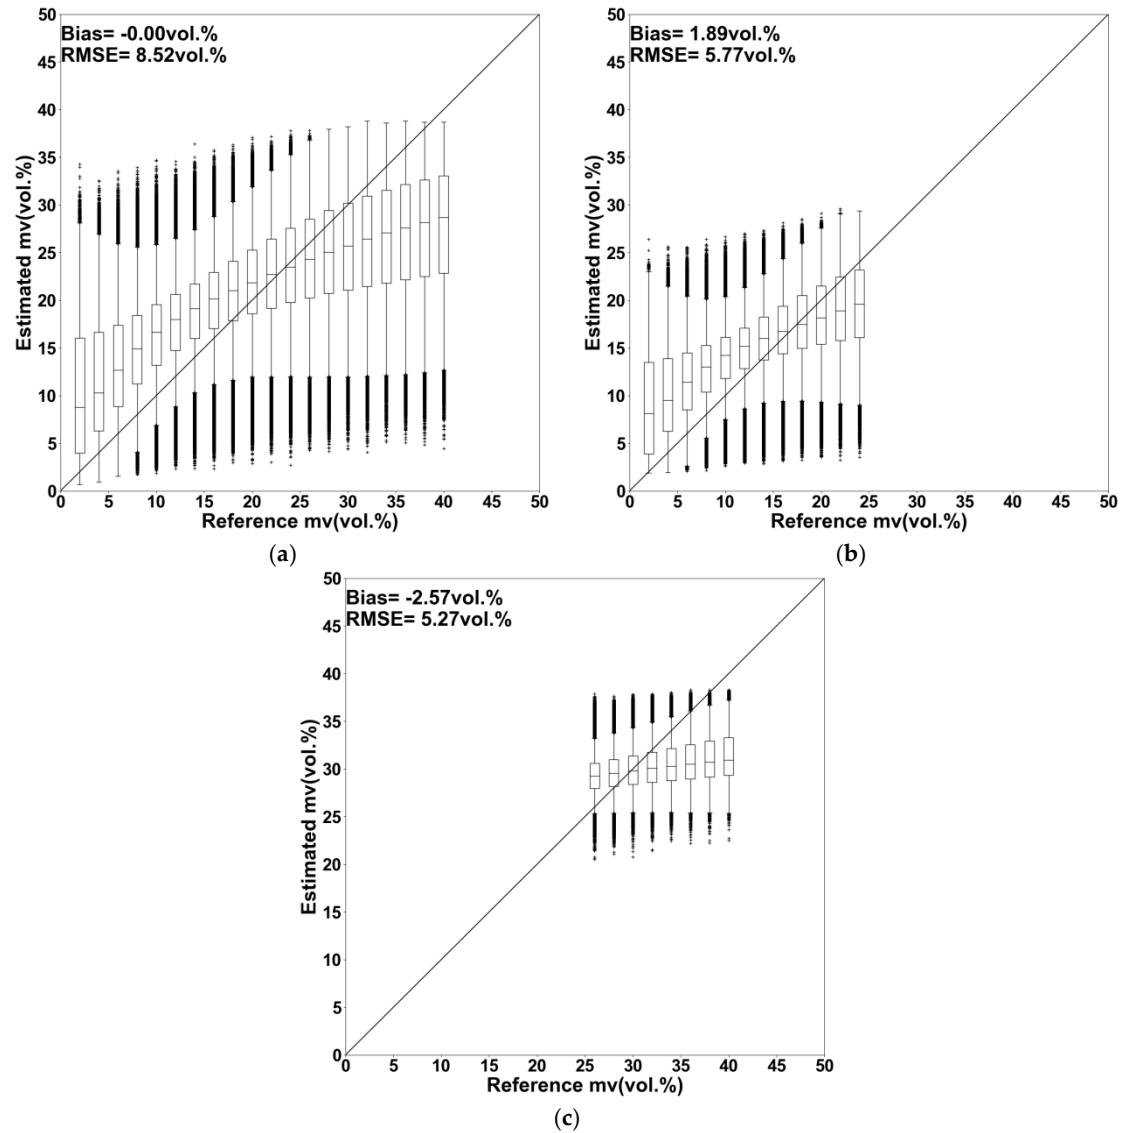 Bias= -0.00vol.%
RMSE= 8.52vol.%
Estimated mv(vol.%)
50
45
40
35
30
25
20
15
10
5
0
0 5 10 15 20 25 30 35 40 45 50
Reference mv(vol.%)
(a)
Bias= 1.89vol.%
RMSE= 5.77vol.%
Estimated mv(vol.%)
50
45
40
35
30
25
20
15
10
5
0
0 5 10 15 20 25 30 35 40 45 50
Reference mv(vol.%)
(b)
Bias= -2.57vol.%
RMSE= 5.27vol.%
Estimated mv(vol.%)
50
45
40
35
30
25
20
15
10
5
0
0 5 10 15 20 25 30 35 40 45 50
Reference mv(vol.%)
(c)